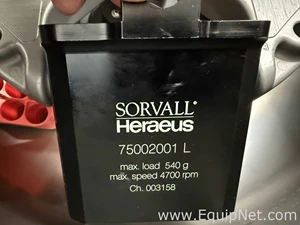 SORVALL®
Heraeus
75002001 L
max. load 540 g
max. speed 4700 rpm
Ch. 003158
www.EquipNet.com